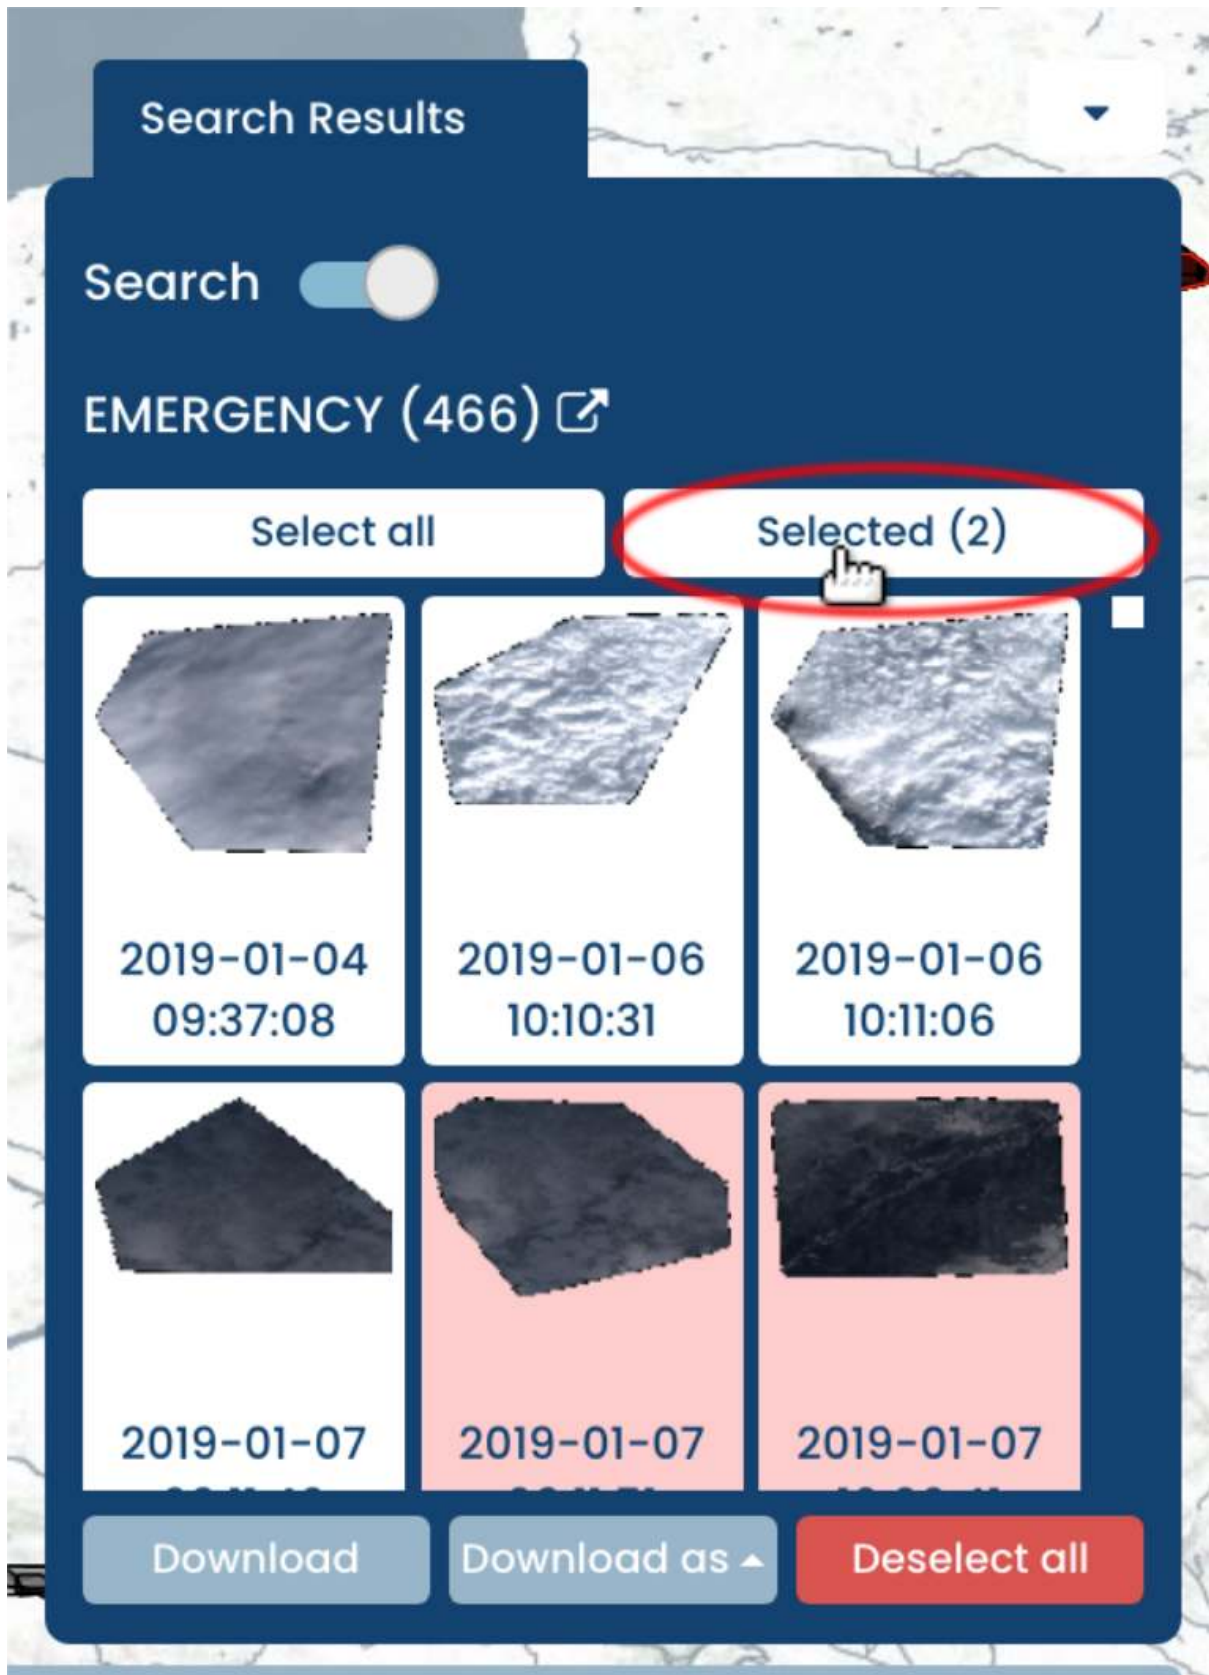 Search Results
Search
EMERGENCY (466)
Select all
Selected (2)
2019-01-04
09:37:08
2019-01-06
10:10:31
2019-01-06
10:11:06
2019-01-07
2019-01-07
2019-01-07
Download
Download as
Deselect all